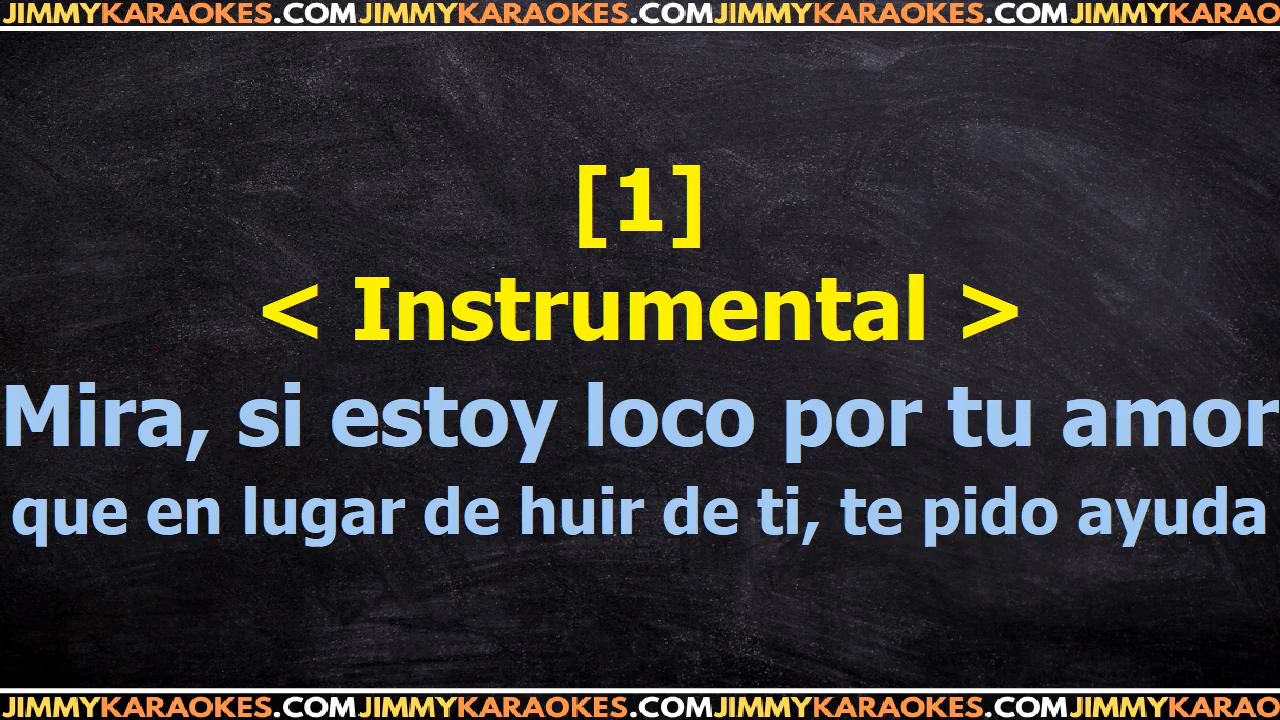 JIMMYKARAOKES.COMJIMMYKARAOKES.COMJIMMYKARAOKES.COMJIMMYKARAO
[1]
< Instrumental >
Mira, si estoy loco por tu amor
que en lugar de huir de ti, te pido ayuda
JIMMYKARAOKES.COMJIMMYKARAOKES.COMJIMMYKARAOKES.COMJIMMYKARAO